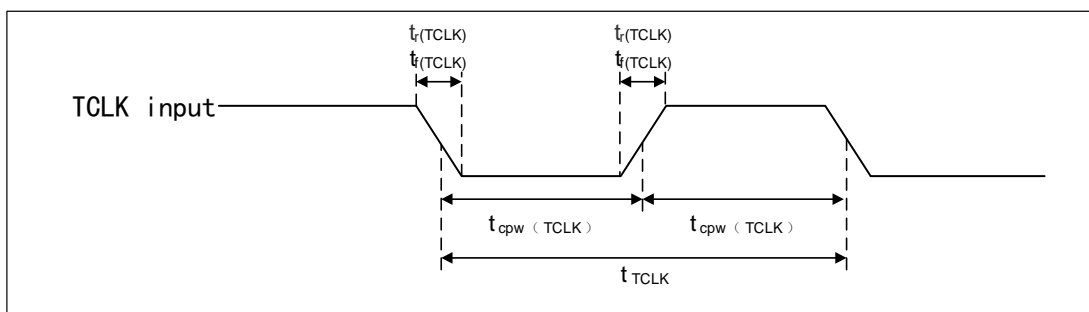 tr(TCLK)
tf(TCLK)
tr(TCLK)
tf(TCLK)
TCLK input
tcpw（TCLK）
tcpw（TCLK）
tTCLK